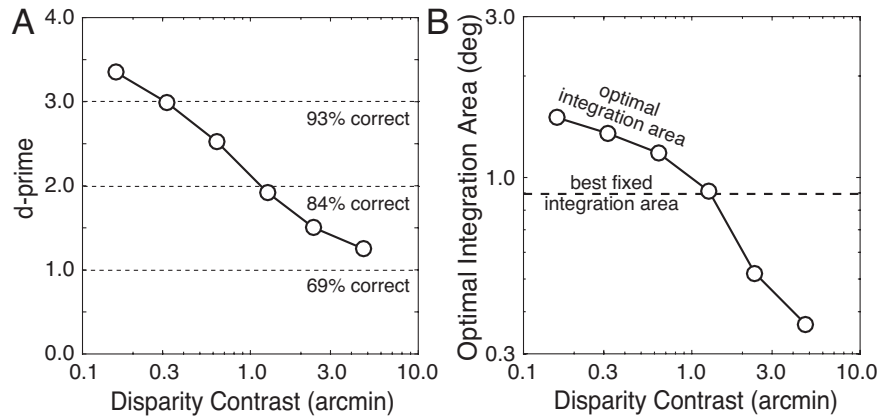 A
d-prime
4.0
3.0
2.0
1.0
0.0
93% correct
84% correct
69% correct
0.1
0.3
1.0
3.0
10.0
Disparity Contrast (arcmin)
B
Optimal Integration Area (deg)
3.0
1.0
0.3
optimal
integration area
best fixed
integration area
0.1
0.3
1.0
3.0
10.0
Disparity Contrast (arcmin)